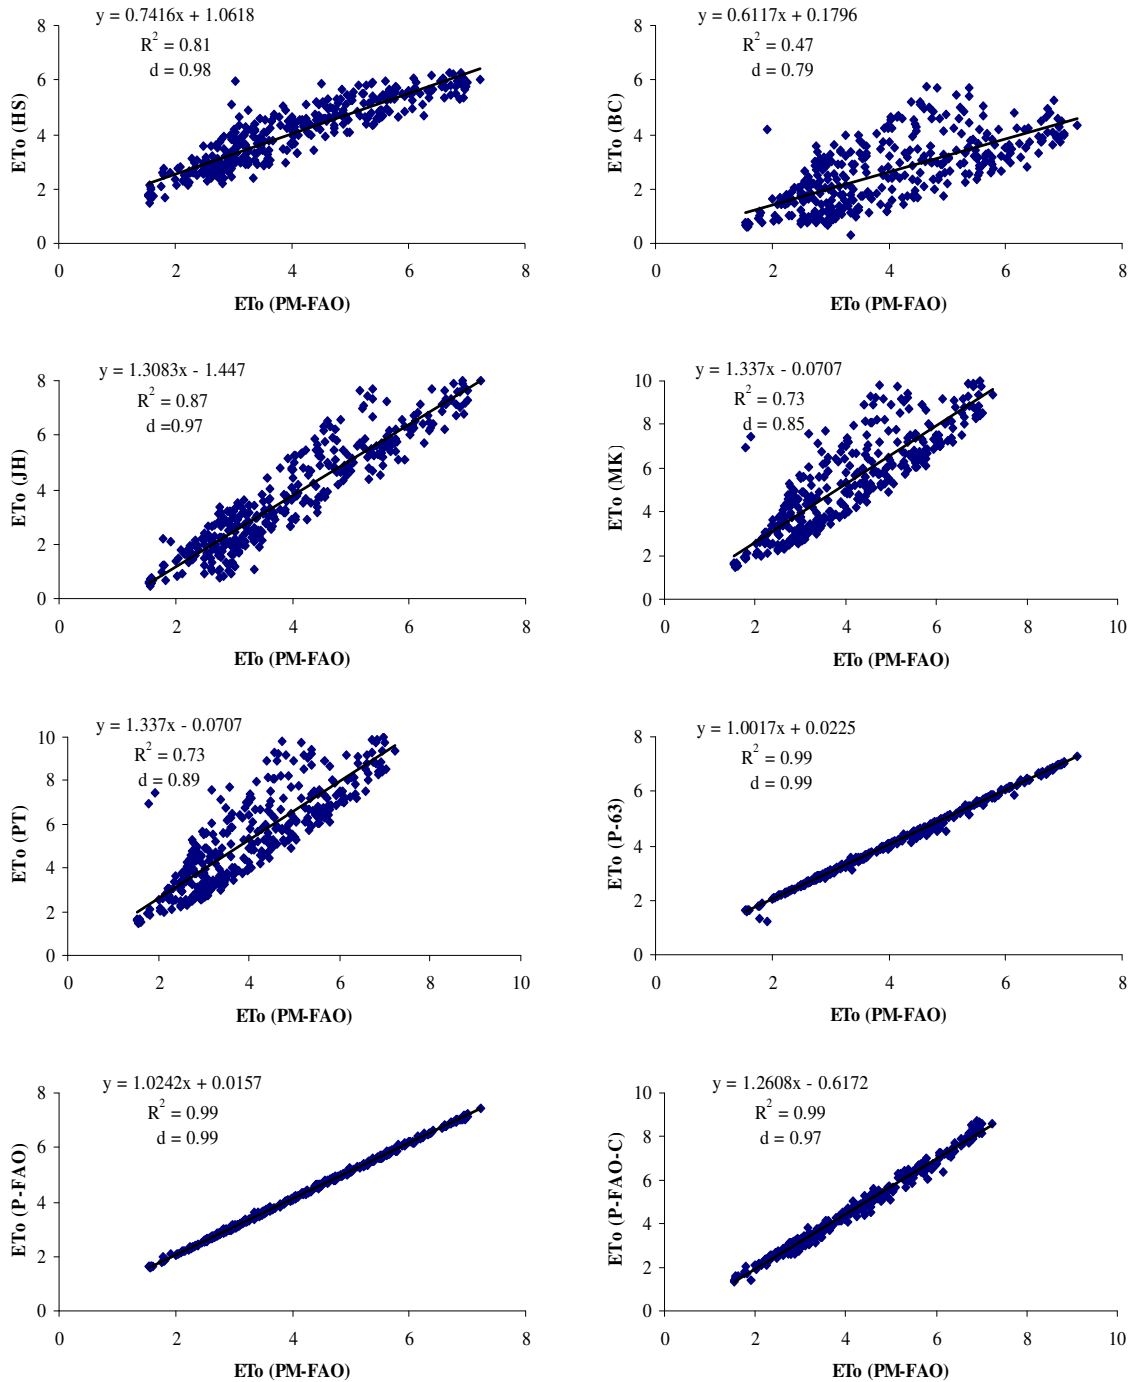 y = 0.7416x + 1.0618
R² = 0.81
d = 0.98
8
6
4
2
0
0 2 4 6 8
ETo (HS)
ETo (PM-FAO)
y = 0.6117x + 0.1796
R² = 0.47
d = 0.79
8
6
4
2
0
0 2 4 6 8
ETo (BC)
ETo (PM-FAO)
y = 1.3083x - 1.447
R² = 0.87
d =0.97
8
6
4
2
0
0 2 4 6 8
ETo (JH)
ETo (PM-FAO)
y = 1.337x - 0.0707
R² = 0.73
d = 0.85
10
8
6
4
2
0
0 2 4 6 8 10
ETo (MK)
ETo (PM-FAO)
y = 1.337x - 0.0707
R² = 0.73
d = 0.89
10
8
6
4
2
0
0 2 4 6 8 10
ETo (PT)
ETo (PM-FAO)
y = 1.0017x + 0.0225
R² = 0.99
d = 0.99
8
6
4
2
0
0 2 4 6 8
ETo (P-63)
ETo (PM-FAO)
y = 1.0242x + 0.0157
R² = 0.99
d = 0.99
8
6
4
2
0
0 2 4 6 8
ETo (P-FAO)
ETo (PM-FAO)
y = 1.2608x - 0.6172
R² = 0.99
d = 0.97
10
8
6
4
2
0
0 2 4 6 8 10
ETo (P-FAO-C)
ETo (PM-FAO)